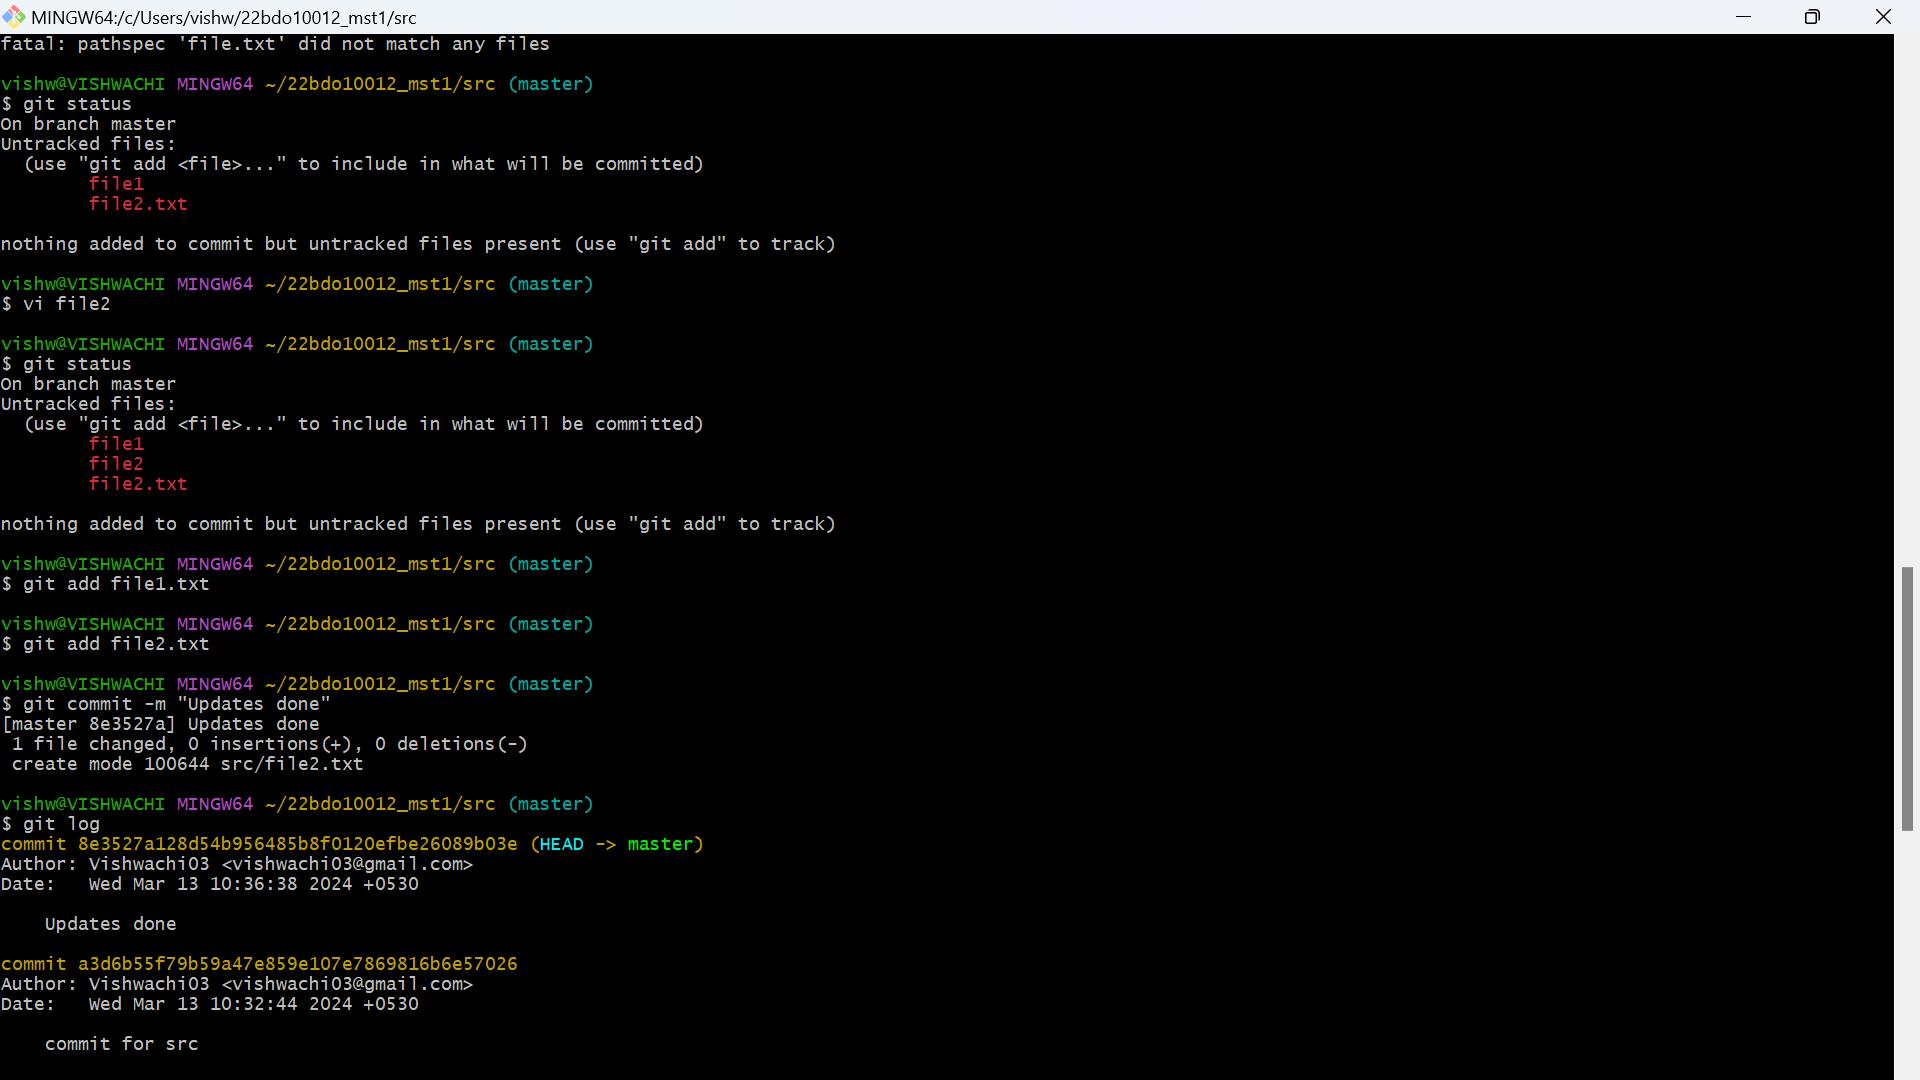 MINGW64:/c/Users/vishw/22bdo10012_mst1/src
fatal: pathspec 'file.txt' did not match any files
vishw@VISHWACHI MINGW64 ~/22bdo10012_mst1/src (master)
$ git status
On branch master
Untracked files:
  (use "git add <file>..." to include in what will be committed)
        file1
        file2.txt
nothing added to commit but untracked files present (use "git add" to track)
vishw@VISHWACHI MINGW64 ~/22bdo10012_mst1/src (master)
$ vi file2
vishw@VISHWACHI MINGW64 ~/22bdo10012_mst1/src (master)
$ git status
On branch master
Untracked files:
  (use "git add <file>..." to include in what will be committed)
        file1
        file2
        file2.txt
nothing added to commit but untracked files present (use "git add" to track)
vishw@VISHWACHI MINGW64 ~/22bdo10012_mst1/src (master)
$ git add file1.txt
vishw@VISHWACHI MINGW64 ~/22bdo10012_mst1/src (master)
$ git add file2.txt
vishw@VISHWACHI MINGW64 ~/22bdo10012_mst1/src (master)
$ git commit -m "Updates done"
[master 8e3527a] Updates done
 1 file changed, 0 insertions(+), 0 deletions(-)
 create mode 100644 src/file2.txt
vishw@VISHWACHI MINGW64 ~/22bdo10012_mst1/src (master)
$ git log
commit 8e3527a128d54b956485b8f0120efbe26089b03e (HEAD -> master)
Author: Vishwachi03 <vishwachi03@gmail.com>
Date:   Wed Mar 13 10:36:38 2024 +0530
    Updates done
commit a3d6b55f79b59a47e859e107e7869816b6e57026
Author: Vishwachi03 <vishwachi03@gmail.com>
Date:   Wed Mar 13 10:32:44 2024 +0530
    commit for src